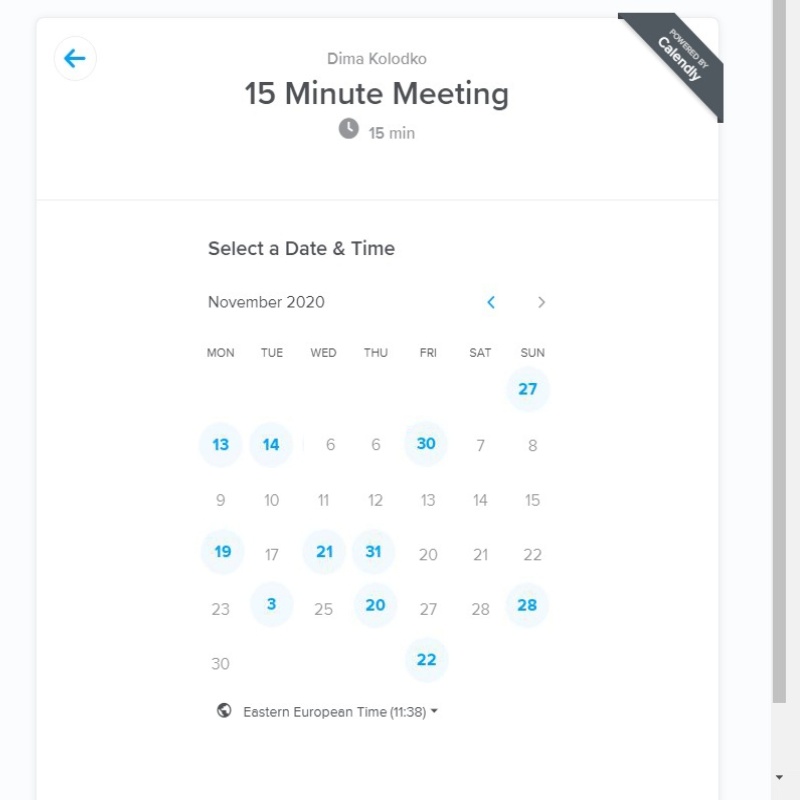 Dima Kolodko
15 Minute Meeting
15 min
POWERED BY
Calendly
Select a Date & Time
November 2020
MON TUE WED THU FRI SAT SUN
27
13 14 6 6 30 7 8
9 10 11 12 13 14 15
19 17 21 31 20 21 22
23 3 25 20 27 28 28
30 22
Eastern European Time (11:38)